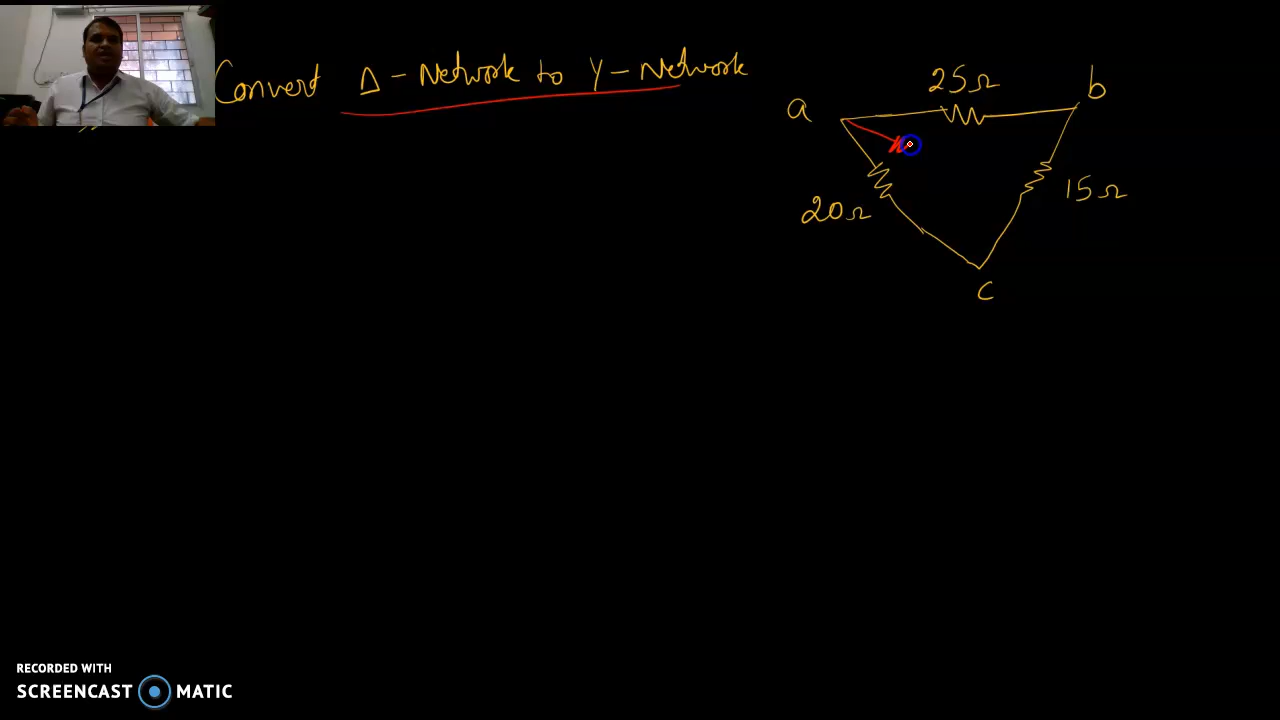 Convert Δ - Network to Y - Network
25Ω
a
b
20Ω
15Ω
c
RECORDED WITH
SCREENCAST MATIC